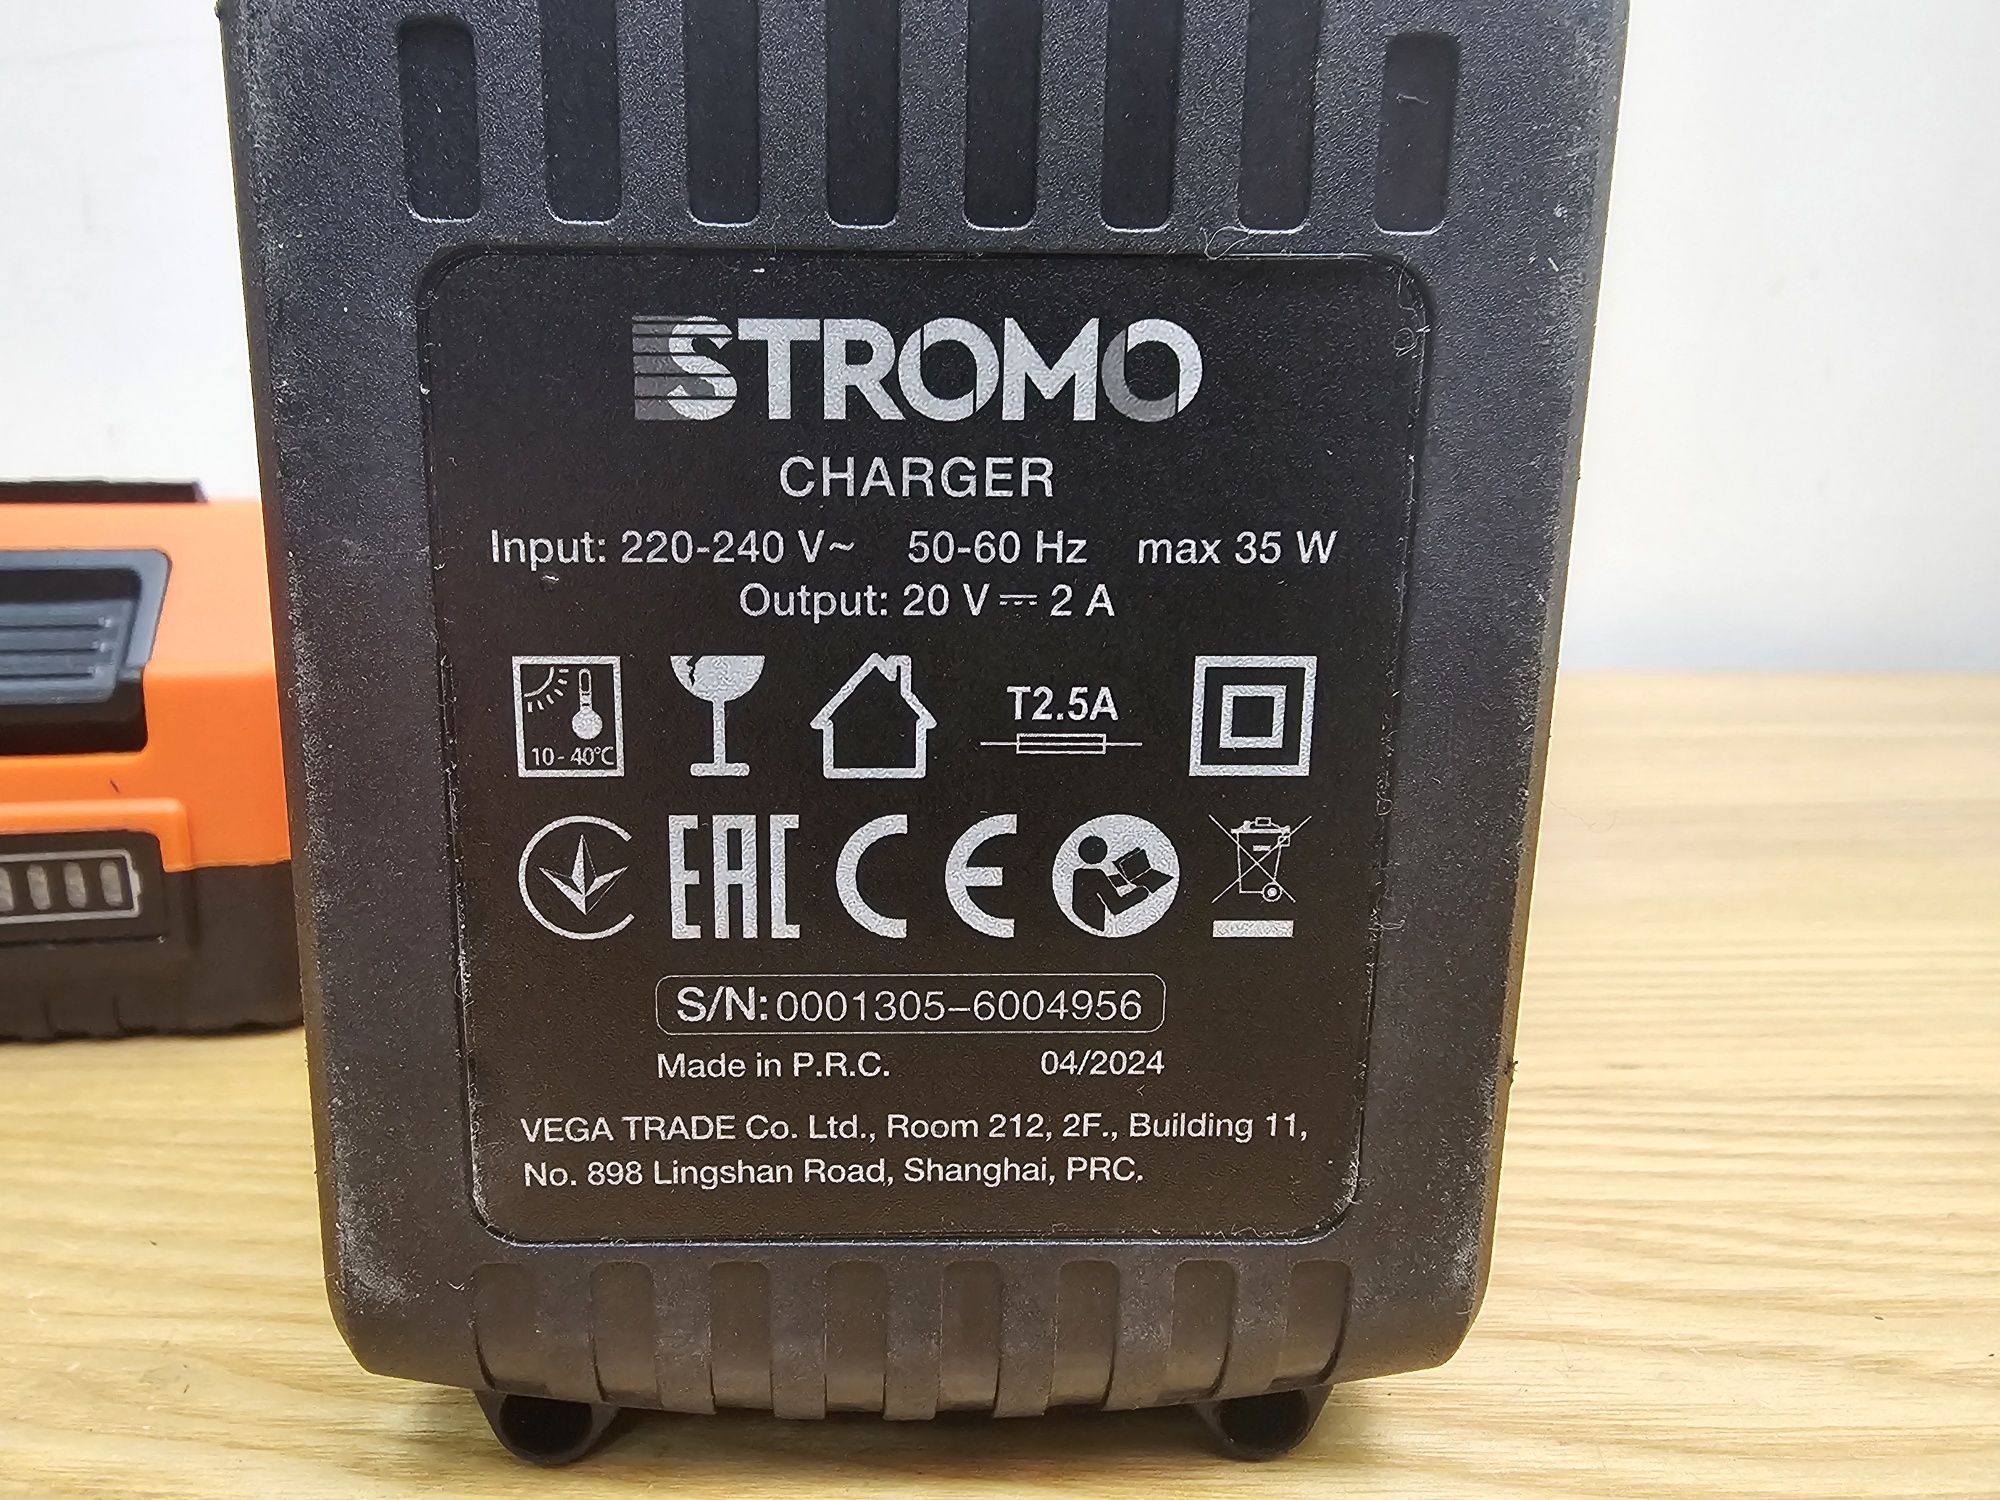 STROMO
CHARGER
Input: 220-240 V~ 50-60 Hz max 35 W
Output: 20 V ⎓ 2 A
10 - 40°C
T2.5A
EAC CE
S/N: 0001305-6004956
Made in P.R.C. 04/2024
VEGA TRADE Co. Ltd., Room 212, 2F., Building 11,
No. 898 Lingshan Road, Shanghai, PRC.